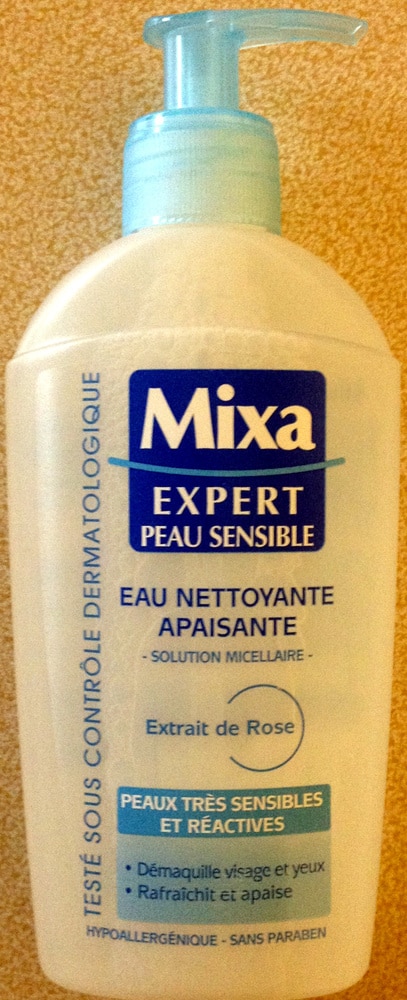 Mixa
EXPERT
PEAU SENSIBLE
EAU NETTOYANTE
APAISANTE
- SOLUTION MICELLAIRE -
Extrait de Rose
PEAUX TRÈS SENSIBLES
ET RÉACTIVES
• Démaquille visage et yeux
• Rafraîchit et apaise
HYPOALLERGÉNIQUE - SANS PARABEN
TESTÉ SOUS CONTRÔLE DERMATOLOGIQUE